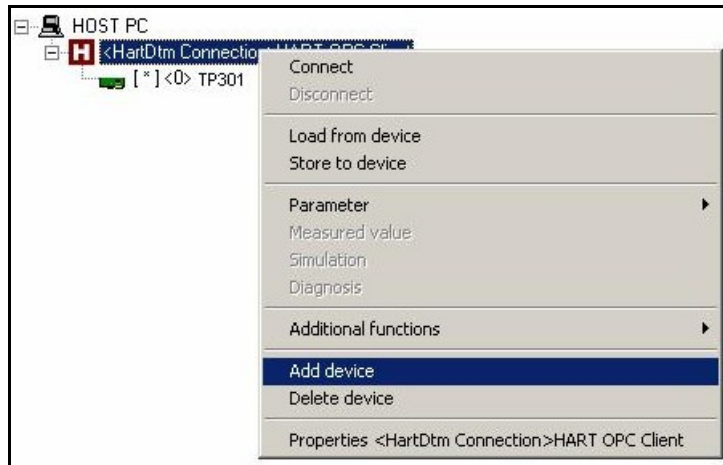 HOST PC
H <HartDtm Connectio
[*]<0> TP301
Connect
Disconnect
Load from device
Store to device
Parameter
Measured value
Simulation
Diagnosis
Additional functions
Add device
Delete device
Properties <HartDtm Connection>HART OPC Client